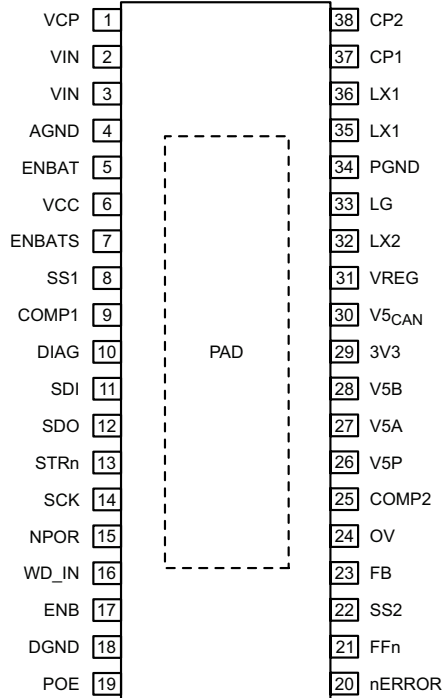 VCP 1
VIN 2
VIN 3
AGND 4
ENBAT 5
VCC 6
ENBATS 7
SS1 8
COMP1 9
DIAG 10
SDI 11
SDO 12
STRn 13
SCK 14
NPOR 15
WD_IN 16
ENB 17
DGND 18
POE 19
PAD
38 CP2
37 CP1
36 LX1
35 LX1
34 PGND
33 LG
32 LX2
31 VREG
30 V5CAN
29 3V3
28 V5B
27 V5A
26 V5P
25 COMP2
24 OV
23 FB
22 SS2
21 FFn
20 nERROR